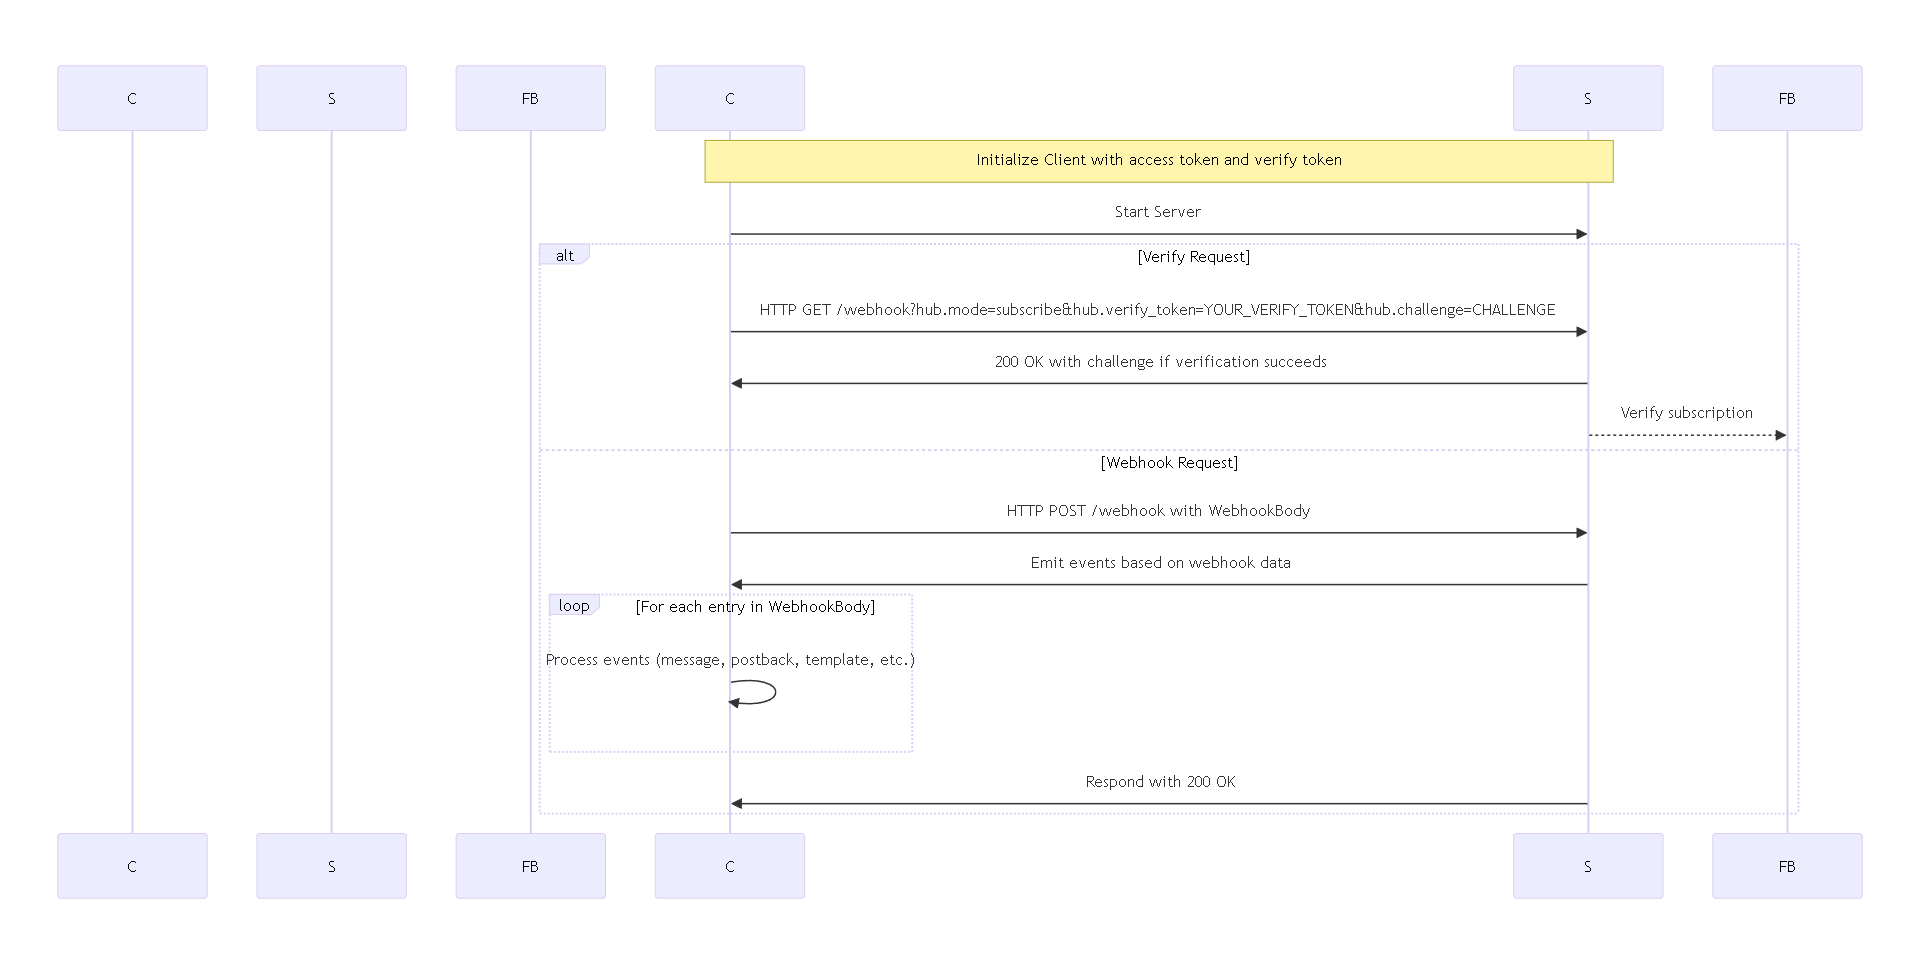 C S FB C S FB
Initialize Client with access token and verify token
Start Server
alt [Verify Request]
HTTP GET /webhook?hub.mode=subscribe&hub.verify_token=YOUR_VERIFY_TOKEN&hub.challenge=CHALLENGE
200 OK with challenge if verification succeeds
Verify subscription
[Webhook Request]
HTTP POST /webhook with WebhookBody
Emit events based on webhook data
loop [For each entry in WebhookBody]
Process events (message, postback, template, etc.)
Respond with 200 OK
C S FB C S FB